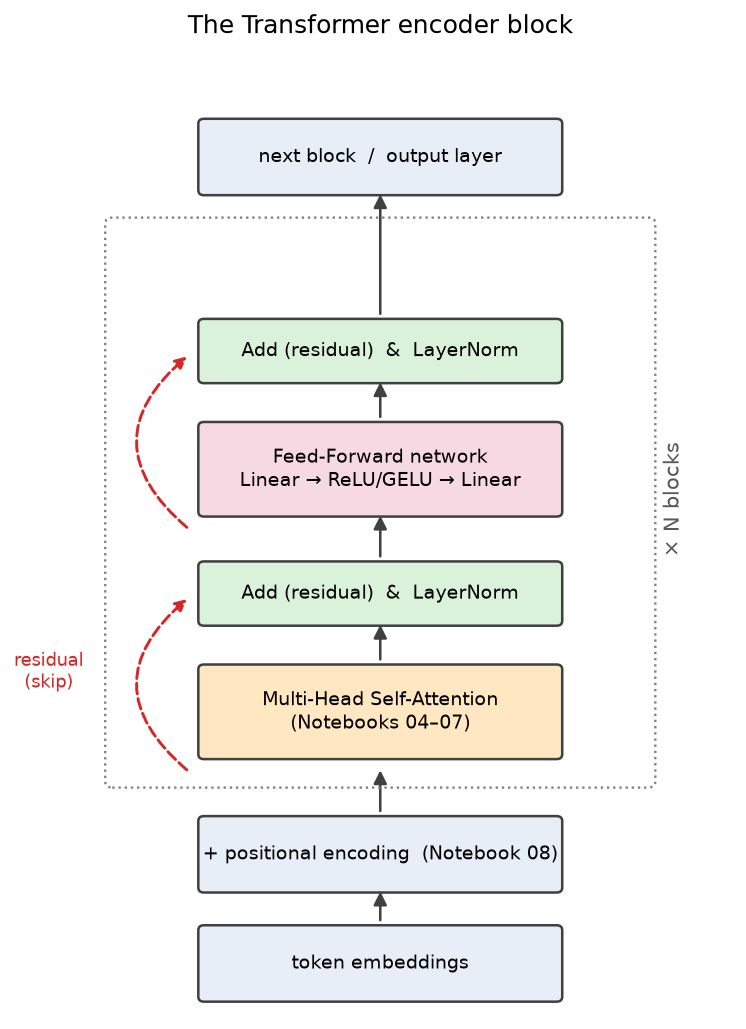 The Transformer encoder block
next block  /  output layer
Add (residual)  &  LayerNorm
Feed-Forward network
Linear → ReLU/GELU → Linear
× N blocks
Add (residual)  &  LayerNorm
residual
(skip)
Multi-Head Self-Attention
(Notebooks 04–07)
+ positional encoding  (Notebook 08)
token embeddings